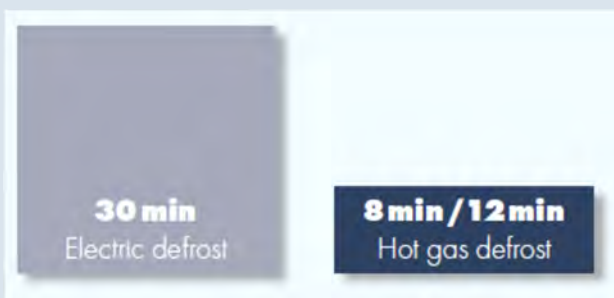 30 min
Electric defrost
8 min / 12 min
Hot gas defrost